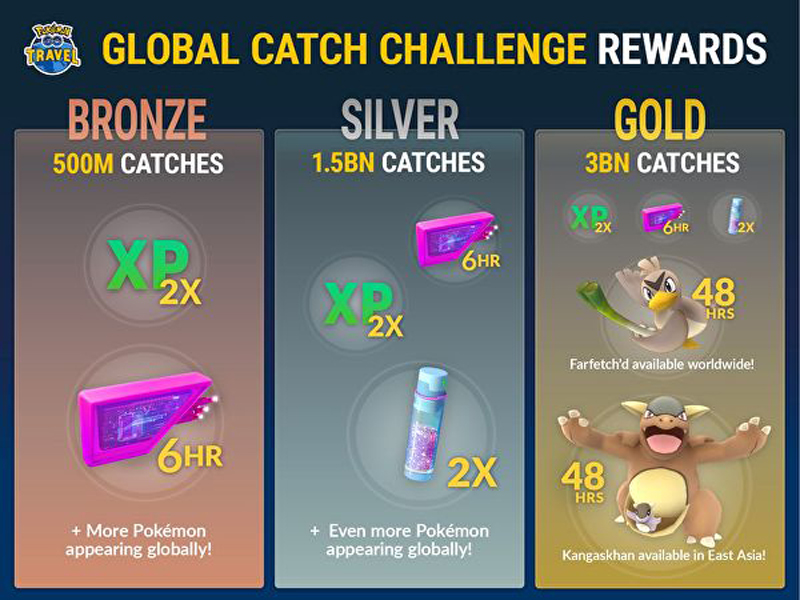 POKÉMON
TRAVEL
GLOBAL CATCH CHALLENGE REWARDS
BRONZE
500M CATCHES
XP
2X
6HR
+ More Pokémon
appearing globally!
SILVER
1.5BN CATCHES
6HR
XP
2X
2X
+ Even more Pokémon
appearing globally!
GOLD
3BN CATCHES
XP
2X
6HR
2X
48
HRS
Farfetch'd available worldwide!
48
HRS
Kangaskhan available in East Asia!